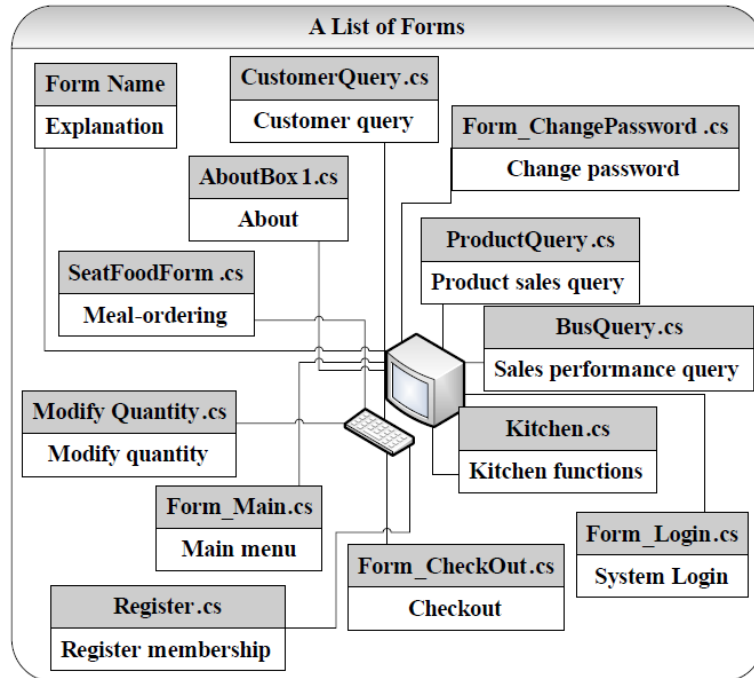 A List of Forms
Form Name
Explanation
CustomerQuery.cs
Customer query
Form_ChangePassword .cs
Change password
AboutBox 1.cs
About
ProductQuery.cs
Product sales query
SeatFoodForm .cs
Meal-ordering
BusQuery.cs
Sales performance query
Modify Quantity.cs
Modify quantity
Kitchen.cs
Kitchen functions
Form_Main.cs
Main menu
Form_Login.cs
System Login
Form_CheckOut.cs
Checkout
Register.cs
Register membership